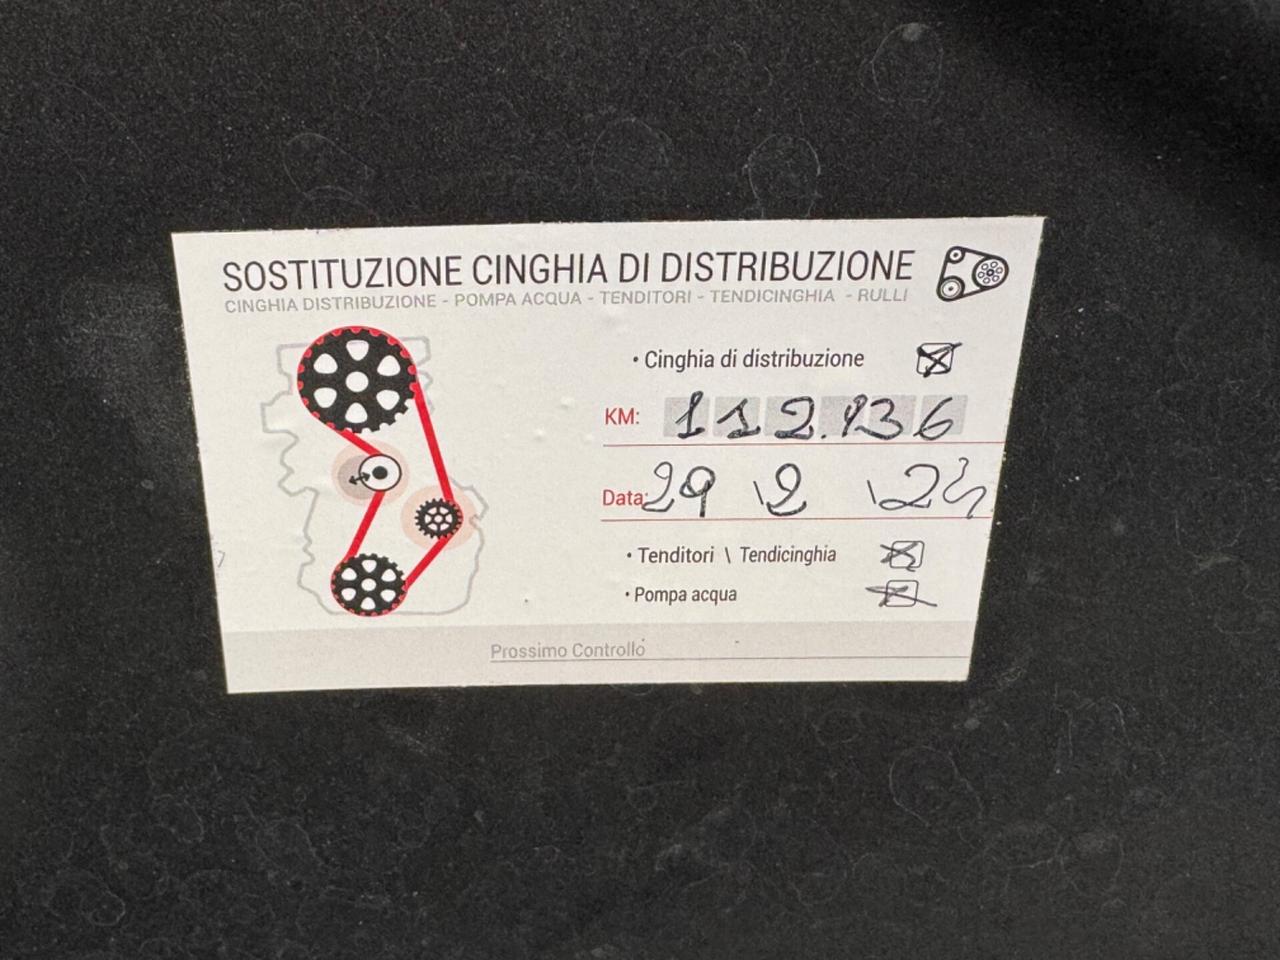 SOSTITUZIONE CINGHIA DI DISTRIBUZIONE
CINGHIA DISTRIBUZIONE - POMPA ACQUA - TENDITORI - TENDICINGHIA - RULLI
• Cinghia di distribuzione
KM: 112.136
Data: 29 \2 \24
• Tenditori \ Tendicinghia
• Pompa acqua
Prossimo Controllo